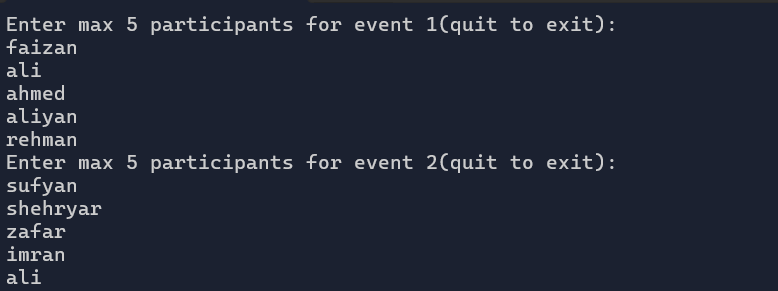 Enter max 5 participants for event 1(quit to exit):
faizan
ali
ahmed
aliyan
rehman
Enter max 5 participants for event 2(quit to exit):
sufyan
shehryar
zafar
imran
ali